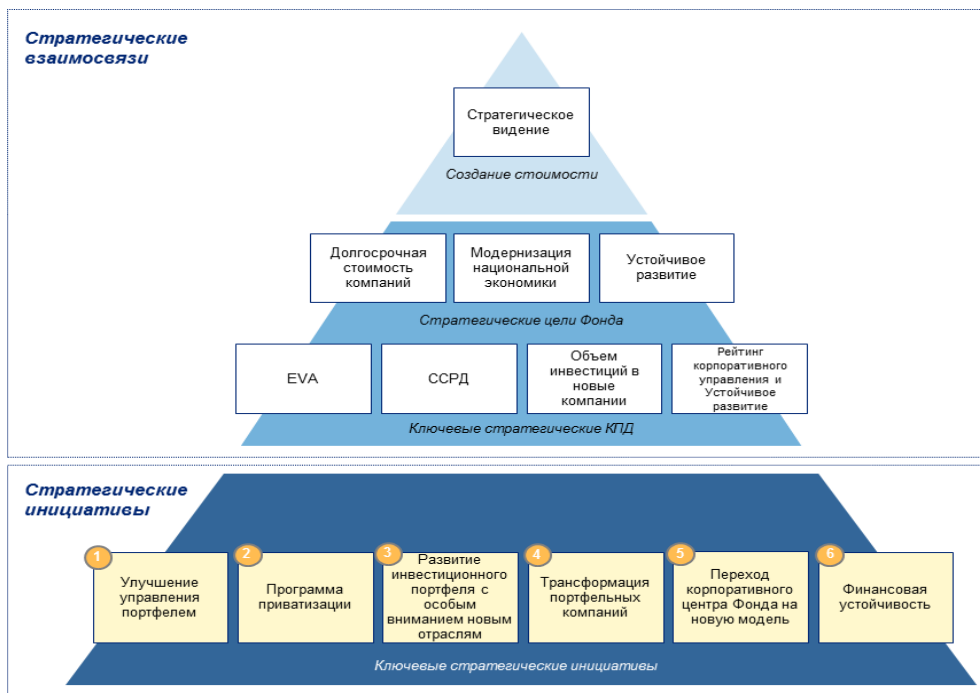 Стратегические
взаимосвязи
Стратегическое
видение
Создание стоимости
Долгосрочная
стоимость
компаний
Модернизация
национальной
экономики
Устойчивое
развитие
Стратегические цели Фонда
EVA
ССРД
Объем
инвестиций в
новые
компании
Рейтинг
корпоративного
управления и
Устойчивое
развитие
Ключевые стратегические КПД
Стратегические
инициативы
1
Улучшение
управления
портфелем
2
Программа
приватизации
3
Развитие
инвестиционного
портфеля с
особым
вниманием новым
отраслям
4
Трансформация
портфельных
компаний
5
Переход
корпоративного
центра Фонда на
новую модель
6
Финансовая
устойчивость
Ключевые стратегические инициативы